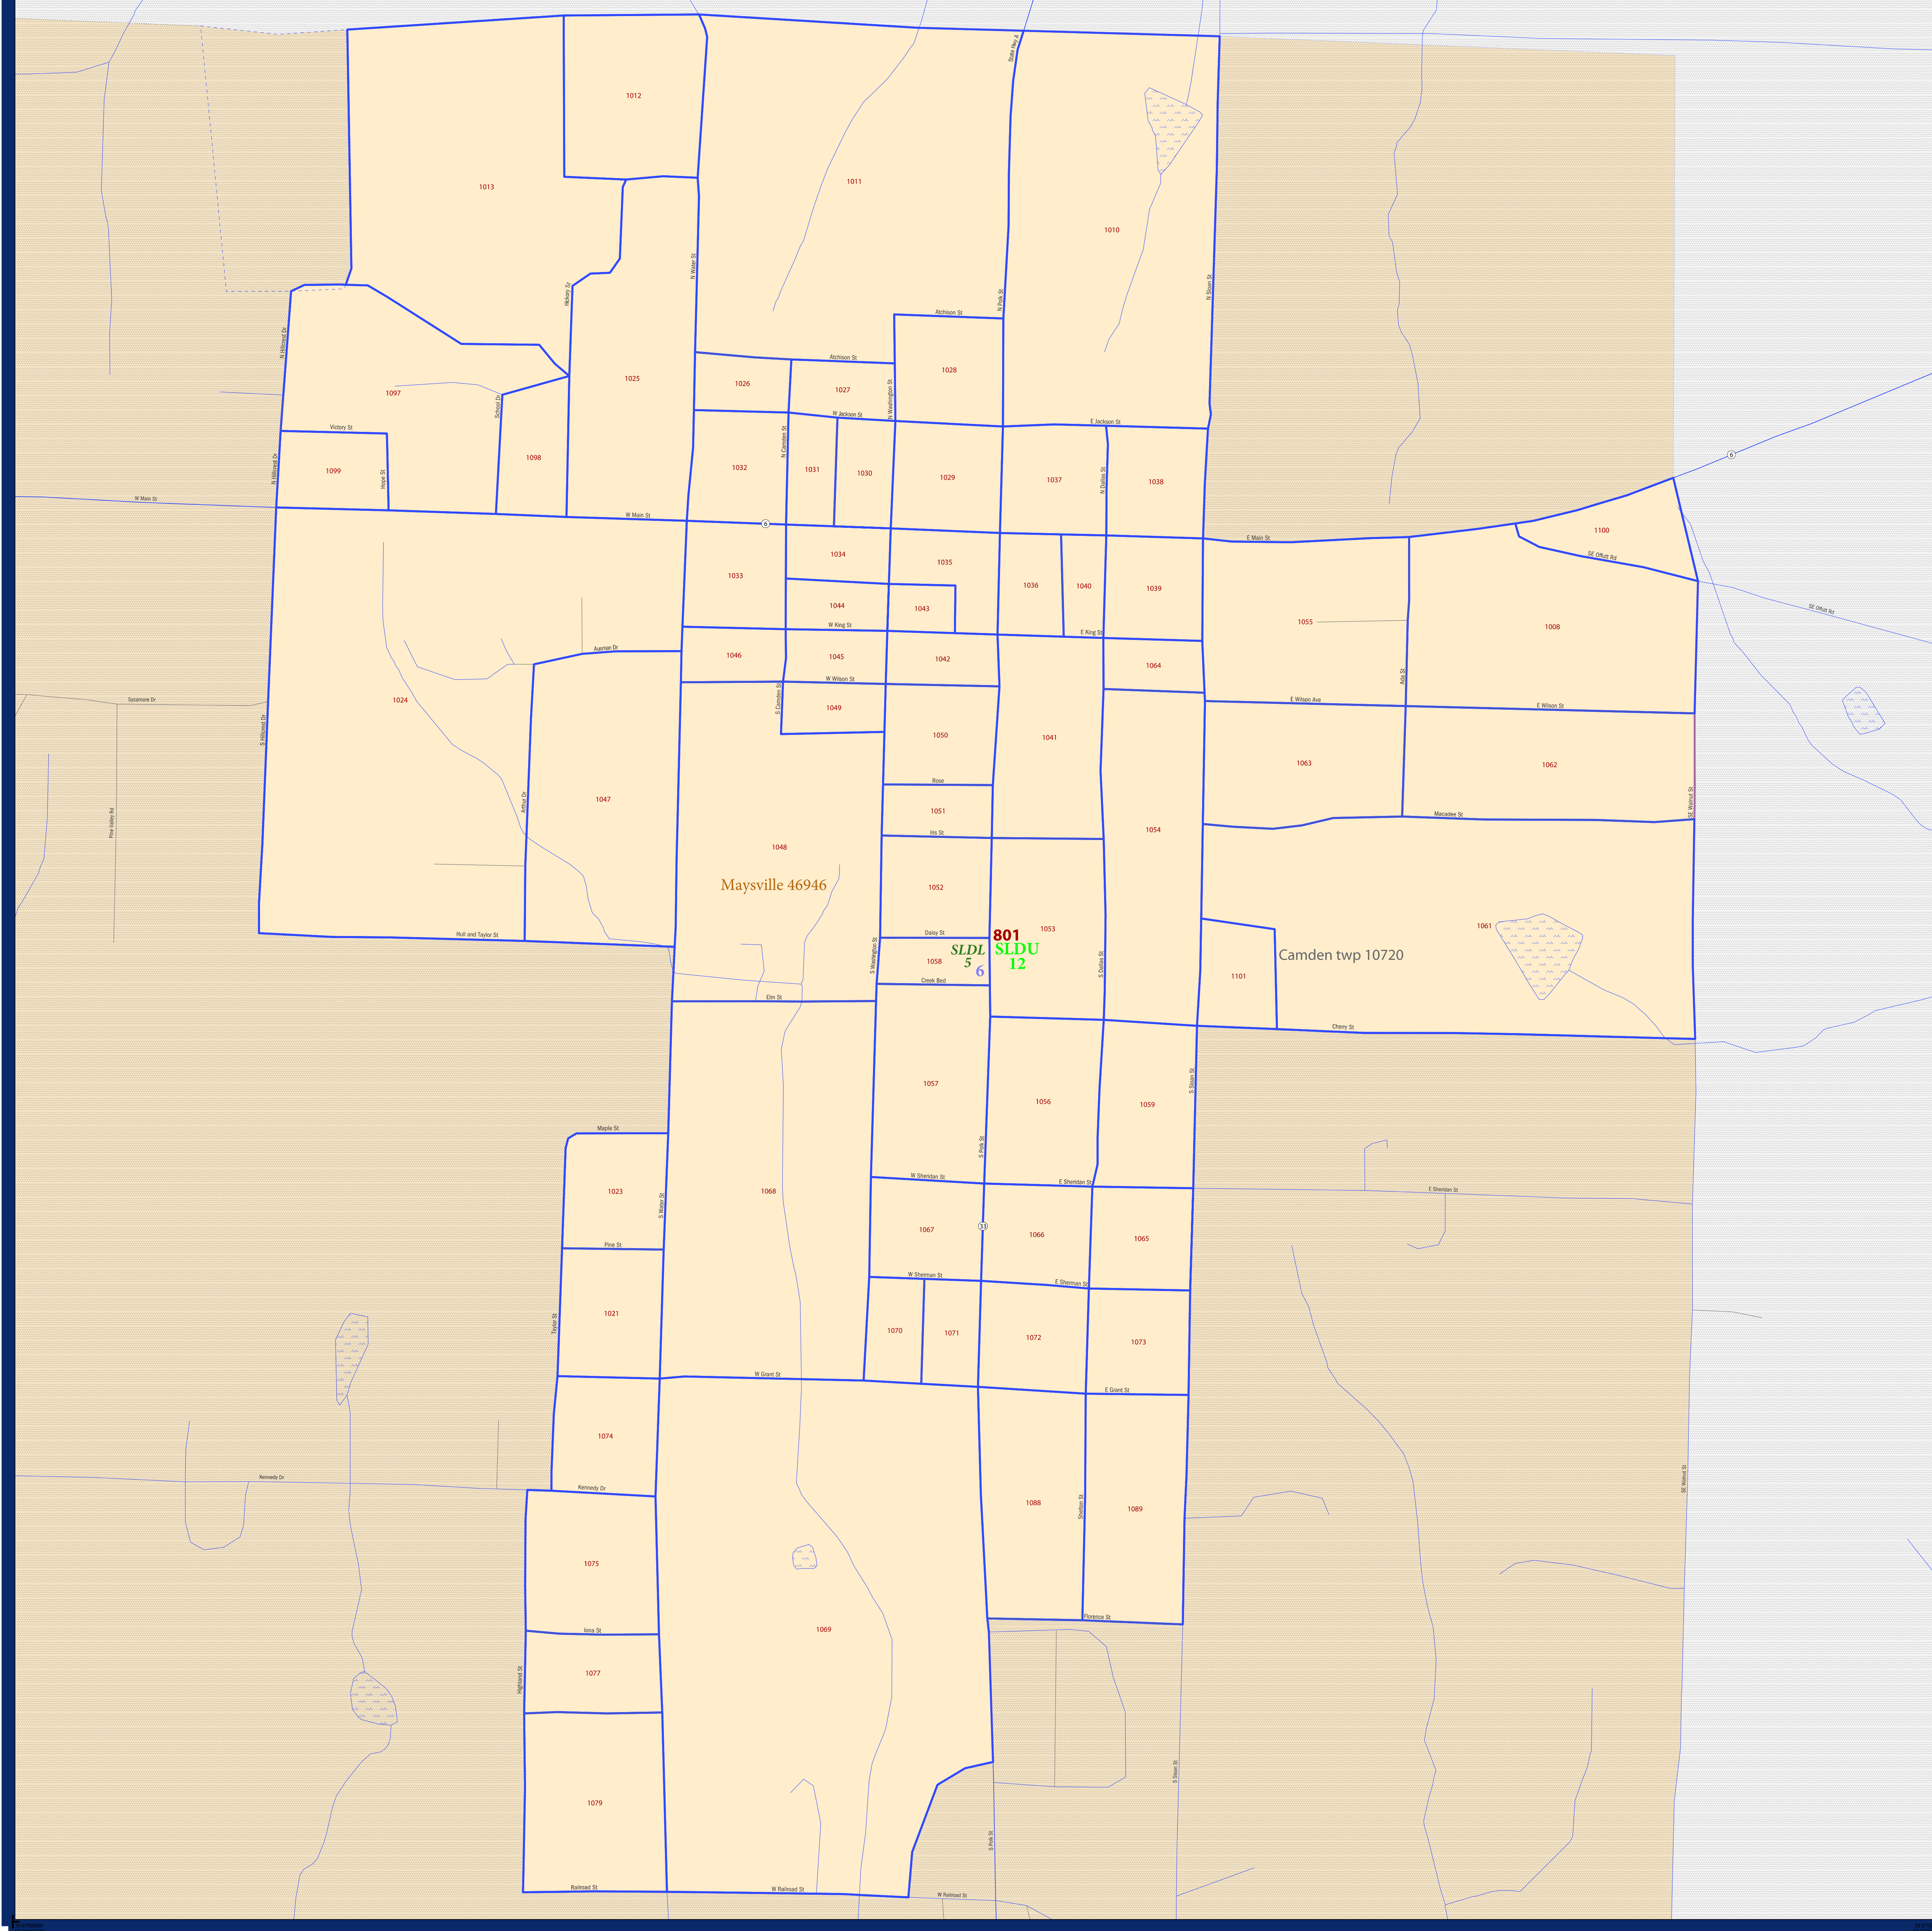 State Hwy A
1012
1011
1013
1010
N Water St
N Sloan St
Hickory Sr
N Polk St
Atchison St
N Hillcrest Dr
Atchison St
1028
1025
1026
1027
N Washington St
1097
School Dr
W Jackson St
E Jackson St
Victory St
N Camden St
1099
Hope St
N Hillcrest Dr
1098
1032
1031
1030
1029
1037
N Dallas St
1038
6
W Main St
W Main St
6
E Main St
1100
SE Offutt Rd
1034
1035
1033
1036
1040
1039
1044
1043
SE Offutt Rd
W King St
E King St
1055
1008
Auxman Dr
1046
1045
1042
1064
Ada St
W Wilson St
Sycamore Dr
1024
S Hillcrest Dr
S Camden St
1049
E Wilson Ave
E Wilson St
1050
1041
1063
1062
Rose
Pine Valley Rd
Arthur Dr
1047
1051
1054
Macadee St
SE Walnut St
Iris St
1048
Maysville 46946
1052
1053
1061
Hull and Taylor St
Daisy St
801
SLDL
5
SLDU
12
6
1058
S Washington St
S Dallas St
Camden twp 10720
1101
Creek Bed
Elm St
Cherry St
1057
1056
1059
S Sloan St
Maple St
S Polk St
W Sheridan St
E Sheridan St
E Sheridan St
1023
S Water St
1068
1067
33
1066
1065
Pine St
W Sherman St
E Sherman St
1021
Taylor St
1070
1071
1072
1073
W Grant St
E Grant St
1074
Kennedy Dr
Kennedy Dr
SE Walnut St
1088
Shelton St
1089
1075
Florence St
Iona St
1069
Highland St
1077
S Sloan St
1079
S Polk St
Railroad St
W Railroad St
W Railroad St